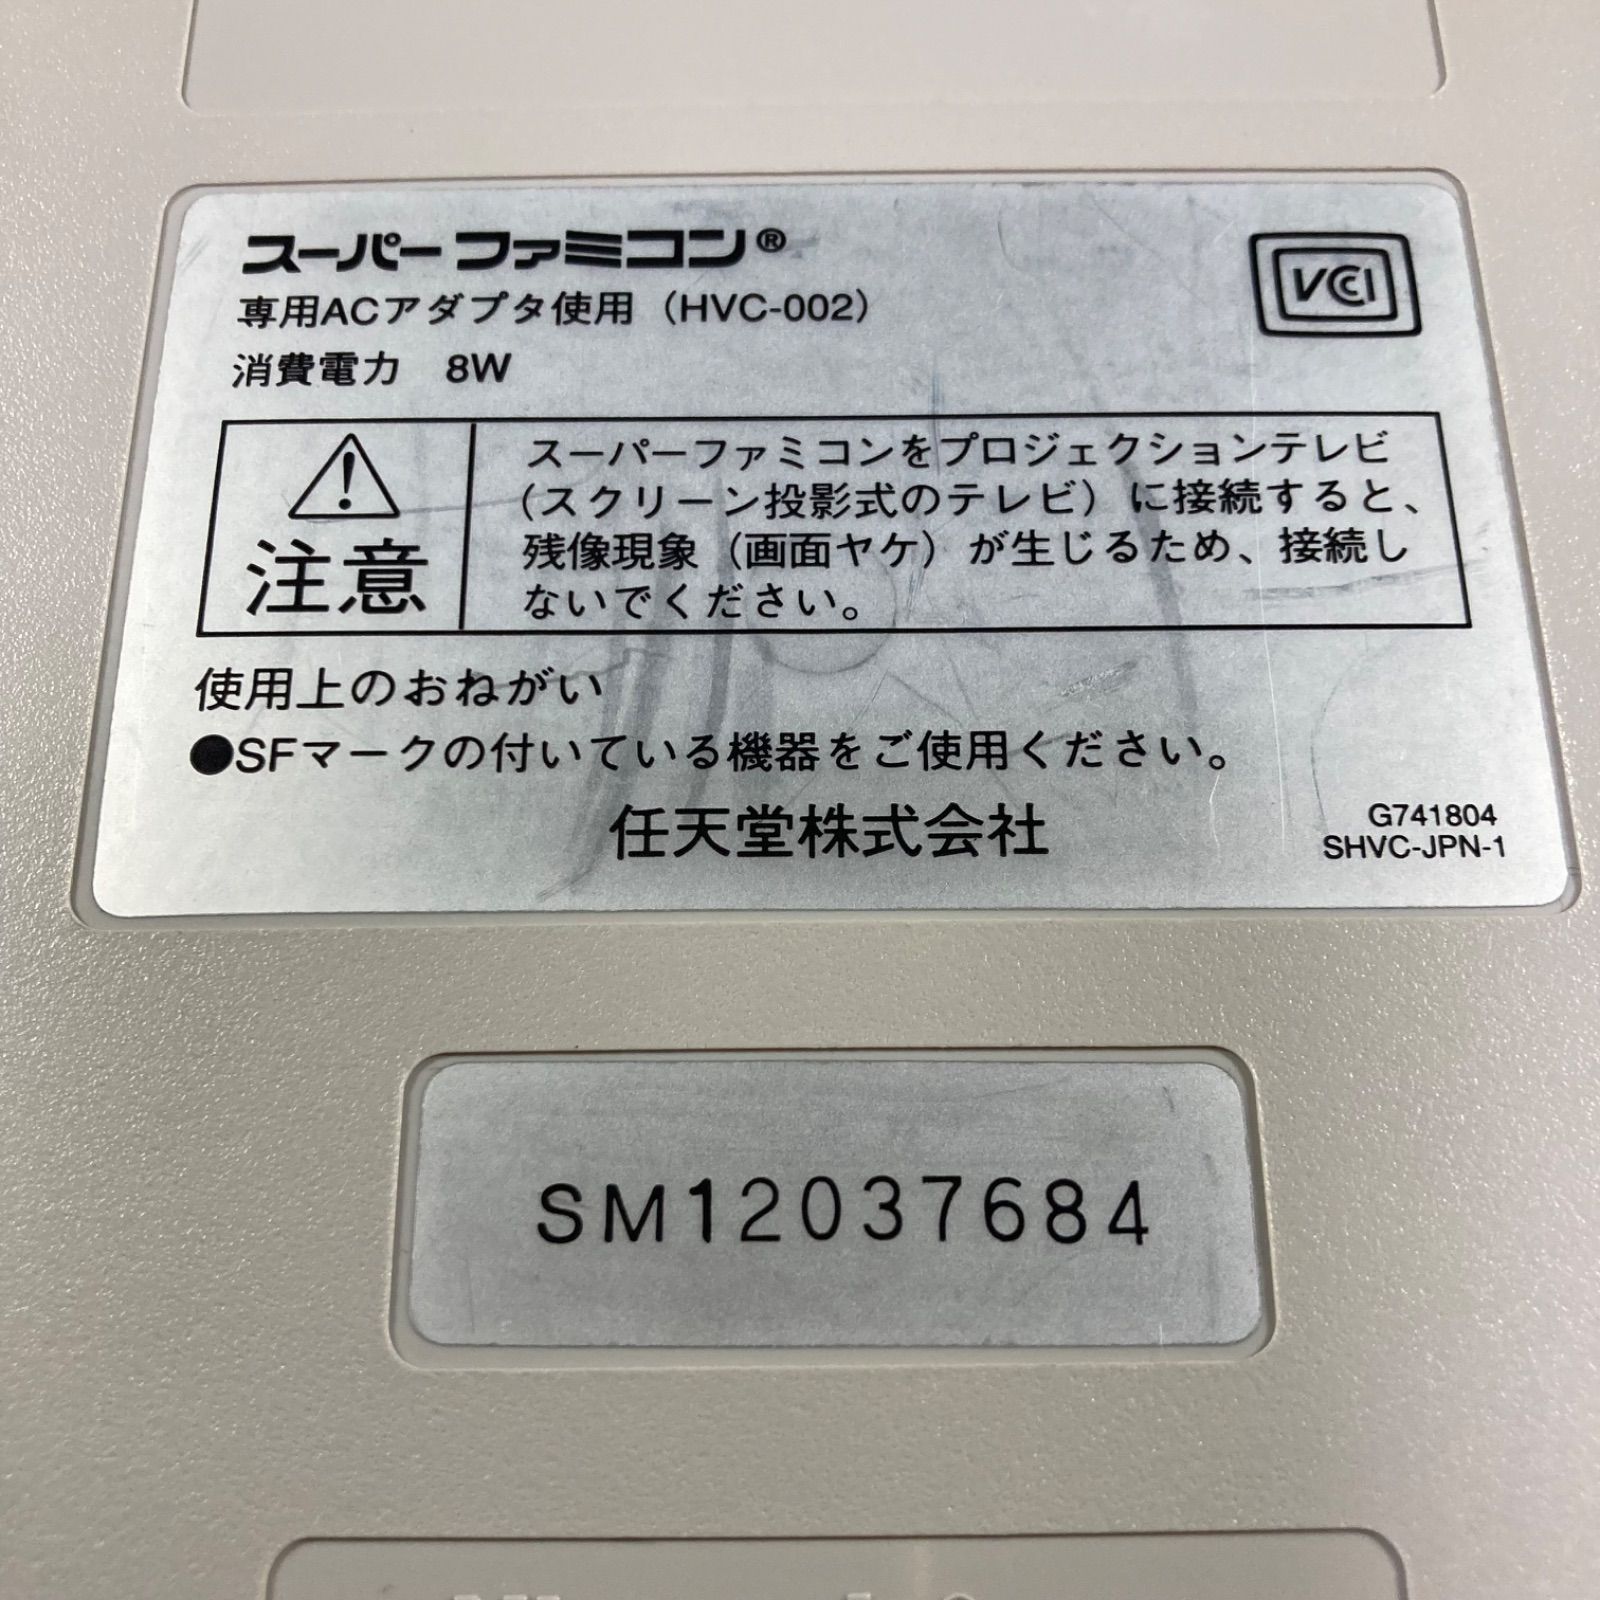 スーパーファミコン®
専用ACアダプタ使用（HVC-002）
消費電力　8W
VCCI
注意
スーパーファミコンをプロジェクションテレビ
（スクリーン投影式のテレビ）に接続すると、
残像現象（画面ヤケ）が生じるため、接続し
ないでください。
使用上のおねがい
●SFマークの付いている機器をご使用ください。
任天堂株式会社
G741804
SHVC-JPN-1
SM12037684